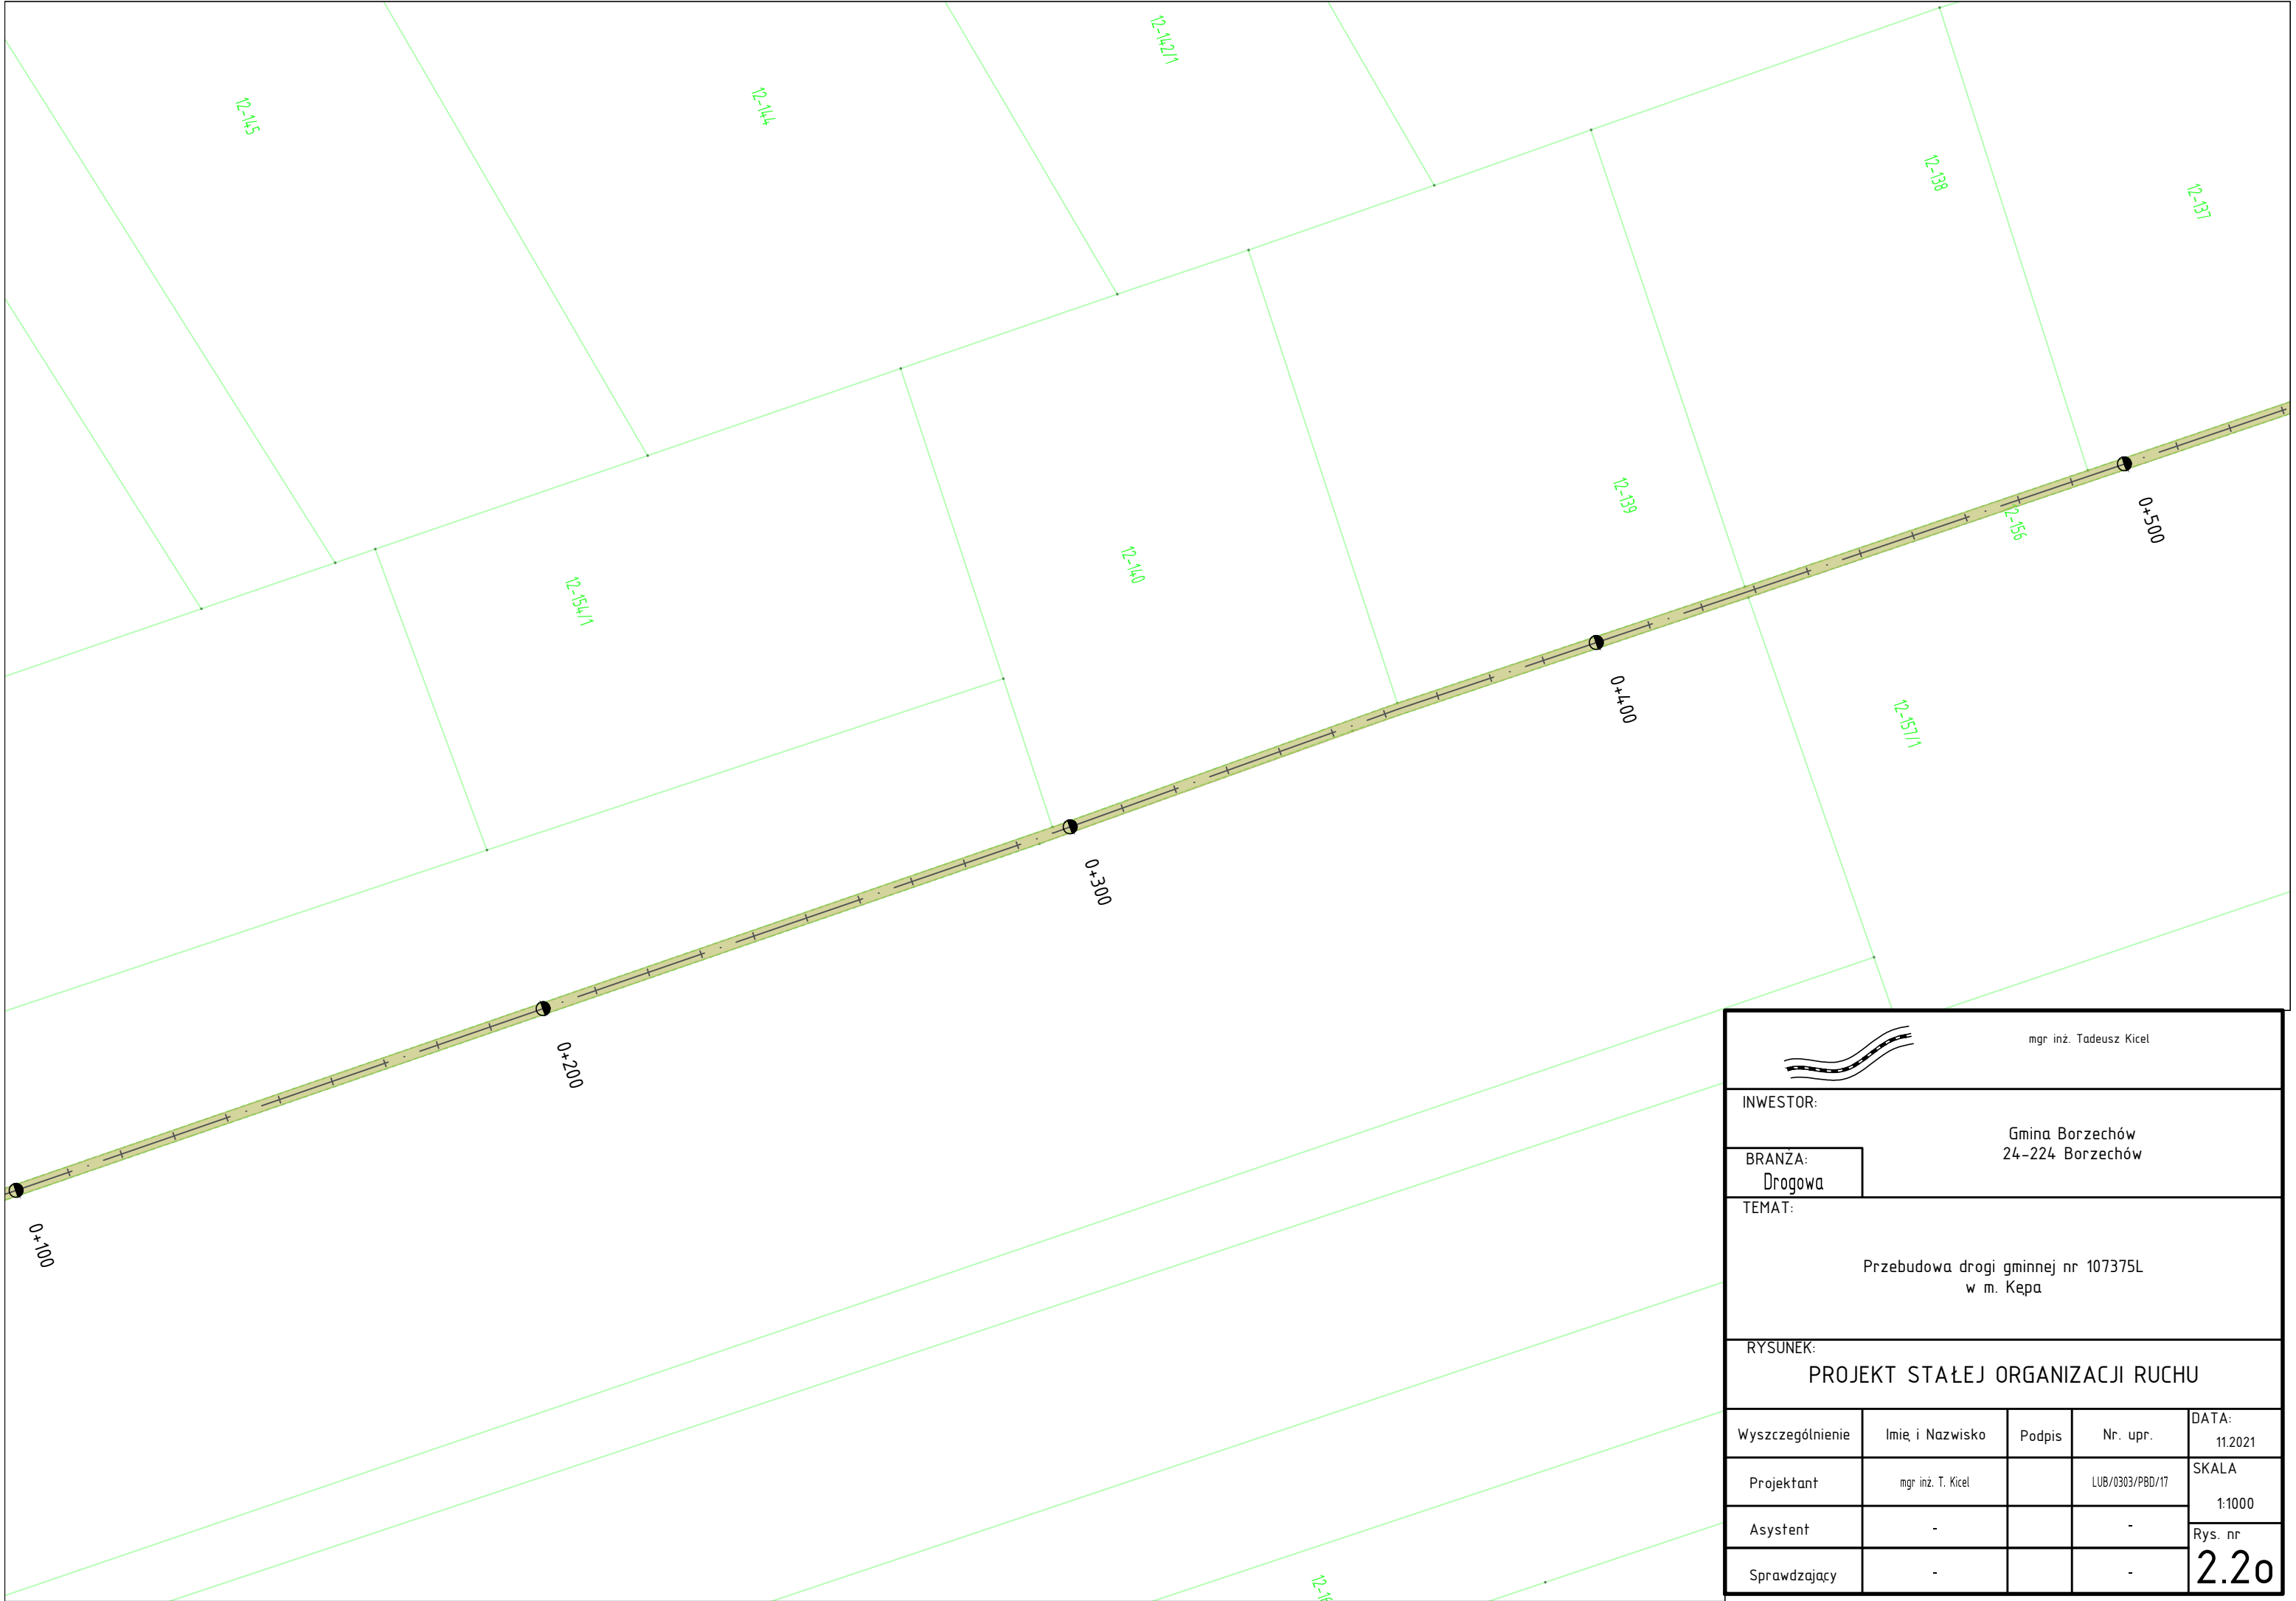 12-145
12-144
12-142/1
12-138
12-137
12-154/1
12-140
12-139
12-156
0+500
0+400
12-157/1
0+300
0+200
0+100
mgr inż. Tadeusz Kicel
INWESTOR:
Gmina Borzechów
24-224 Borzechów
BRANŻA:
Drogowa
TEMAT:
Przebudowa drogi gminnej nr 107375L
w m. Kępa
RYSUNEK:
PROJEKT STAŁEJ ORGANIZACJI RUCHU
Wyszczególnienie Imię i Nazwisko Podpis Nr. upr. DATA:
11.2021
Projektant mgr inż. T. Kicel LUB/0303/PBD/17 SKALA
1:1000
Asystent - -
Rys. nr
2.2o
Sprawdzający - -